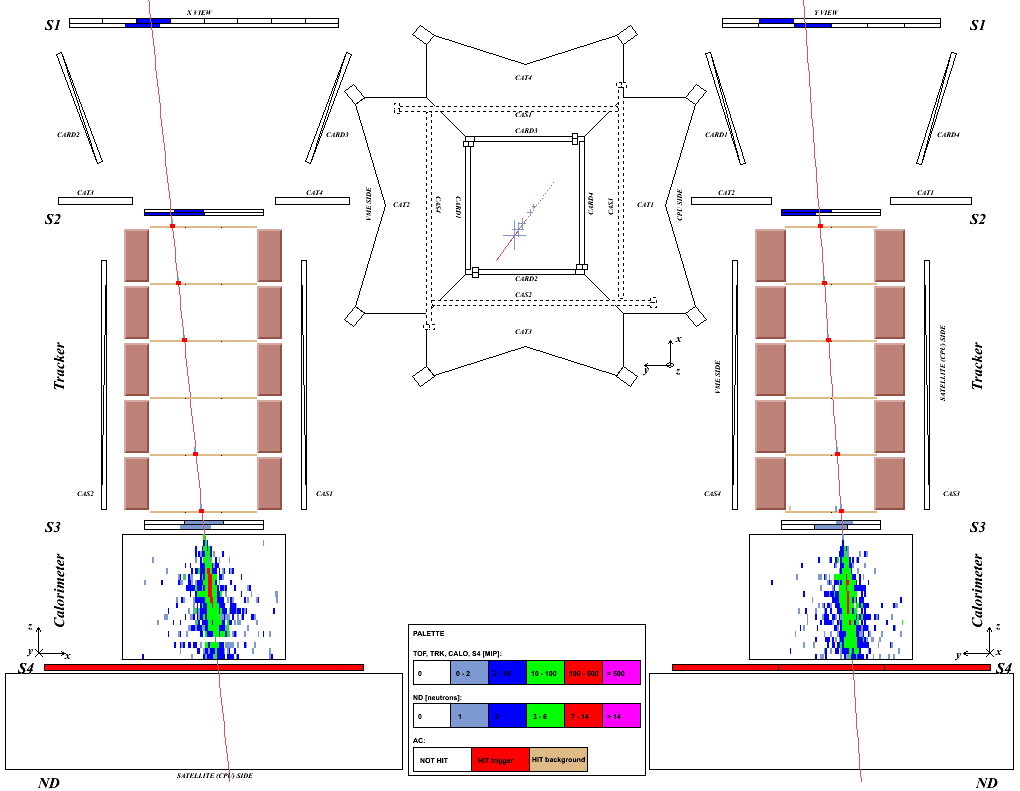 X VIEW
Y VIEW
S1
S1
CAT4
CAS1
CARD3
CARD2
CARD3
CARD1
CARD4
CAT3
CAT4
CAT2
CAT1
VME SIDE
CAT2
CAS4
CARD1
CARD4
CAS3
CAT1
CPU SIDE
S2
S2
CARD2
CAS2
CAT3
x
y
z
Tracker
VME SIDE
SATELLITE (CPU) SIDE
Tracker
CAS2
CAS1
CAS4
CAS3
S3
S3
Calorimeter
Calorimeter
z
y
x
z
y
x
S4
S4
PALETTE
TOF, TRK, CALO, S4 [MIP]:
0
0 - 2
2 - 10
10 - 100
100 - 500
> 500
ND [neutrons]:
0
1
2
3 - 6
7 - 14
> 14
AC:
NOT HIT
HIT trigger
HIT background
SATELLITE (CPU) SIDE
ND
ND